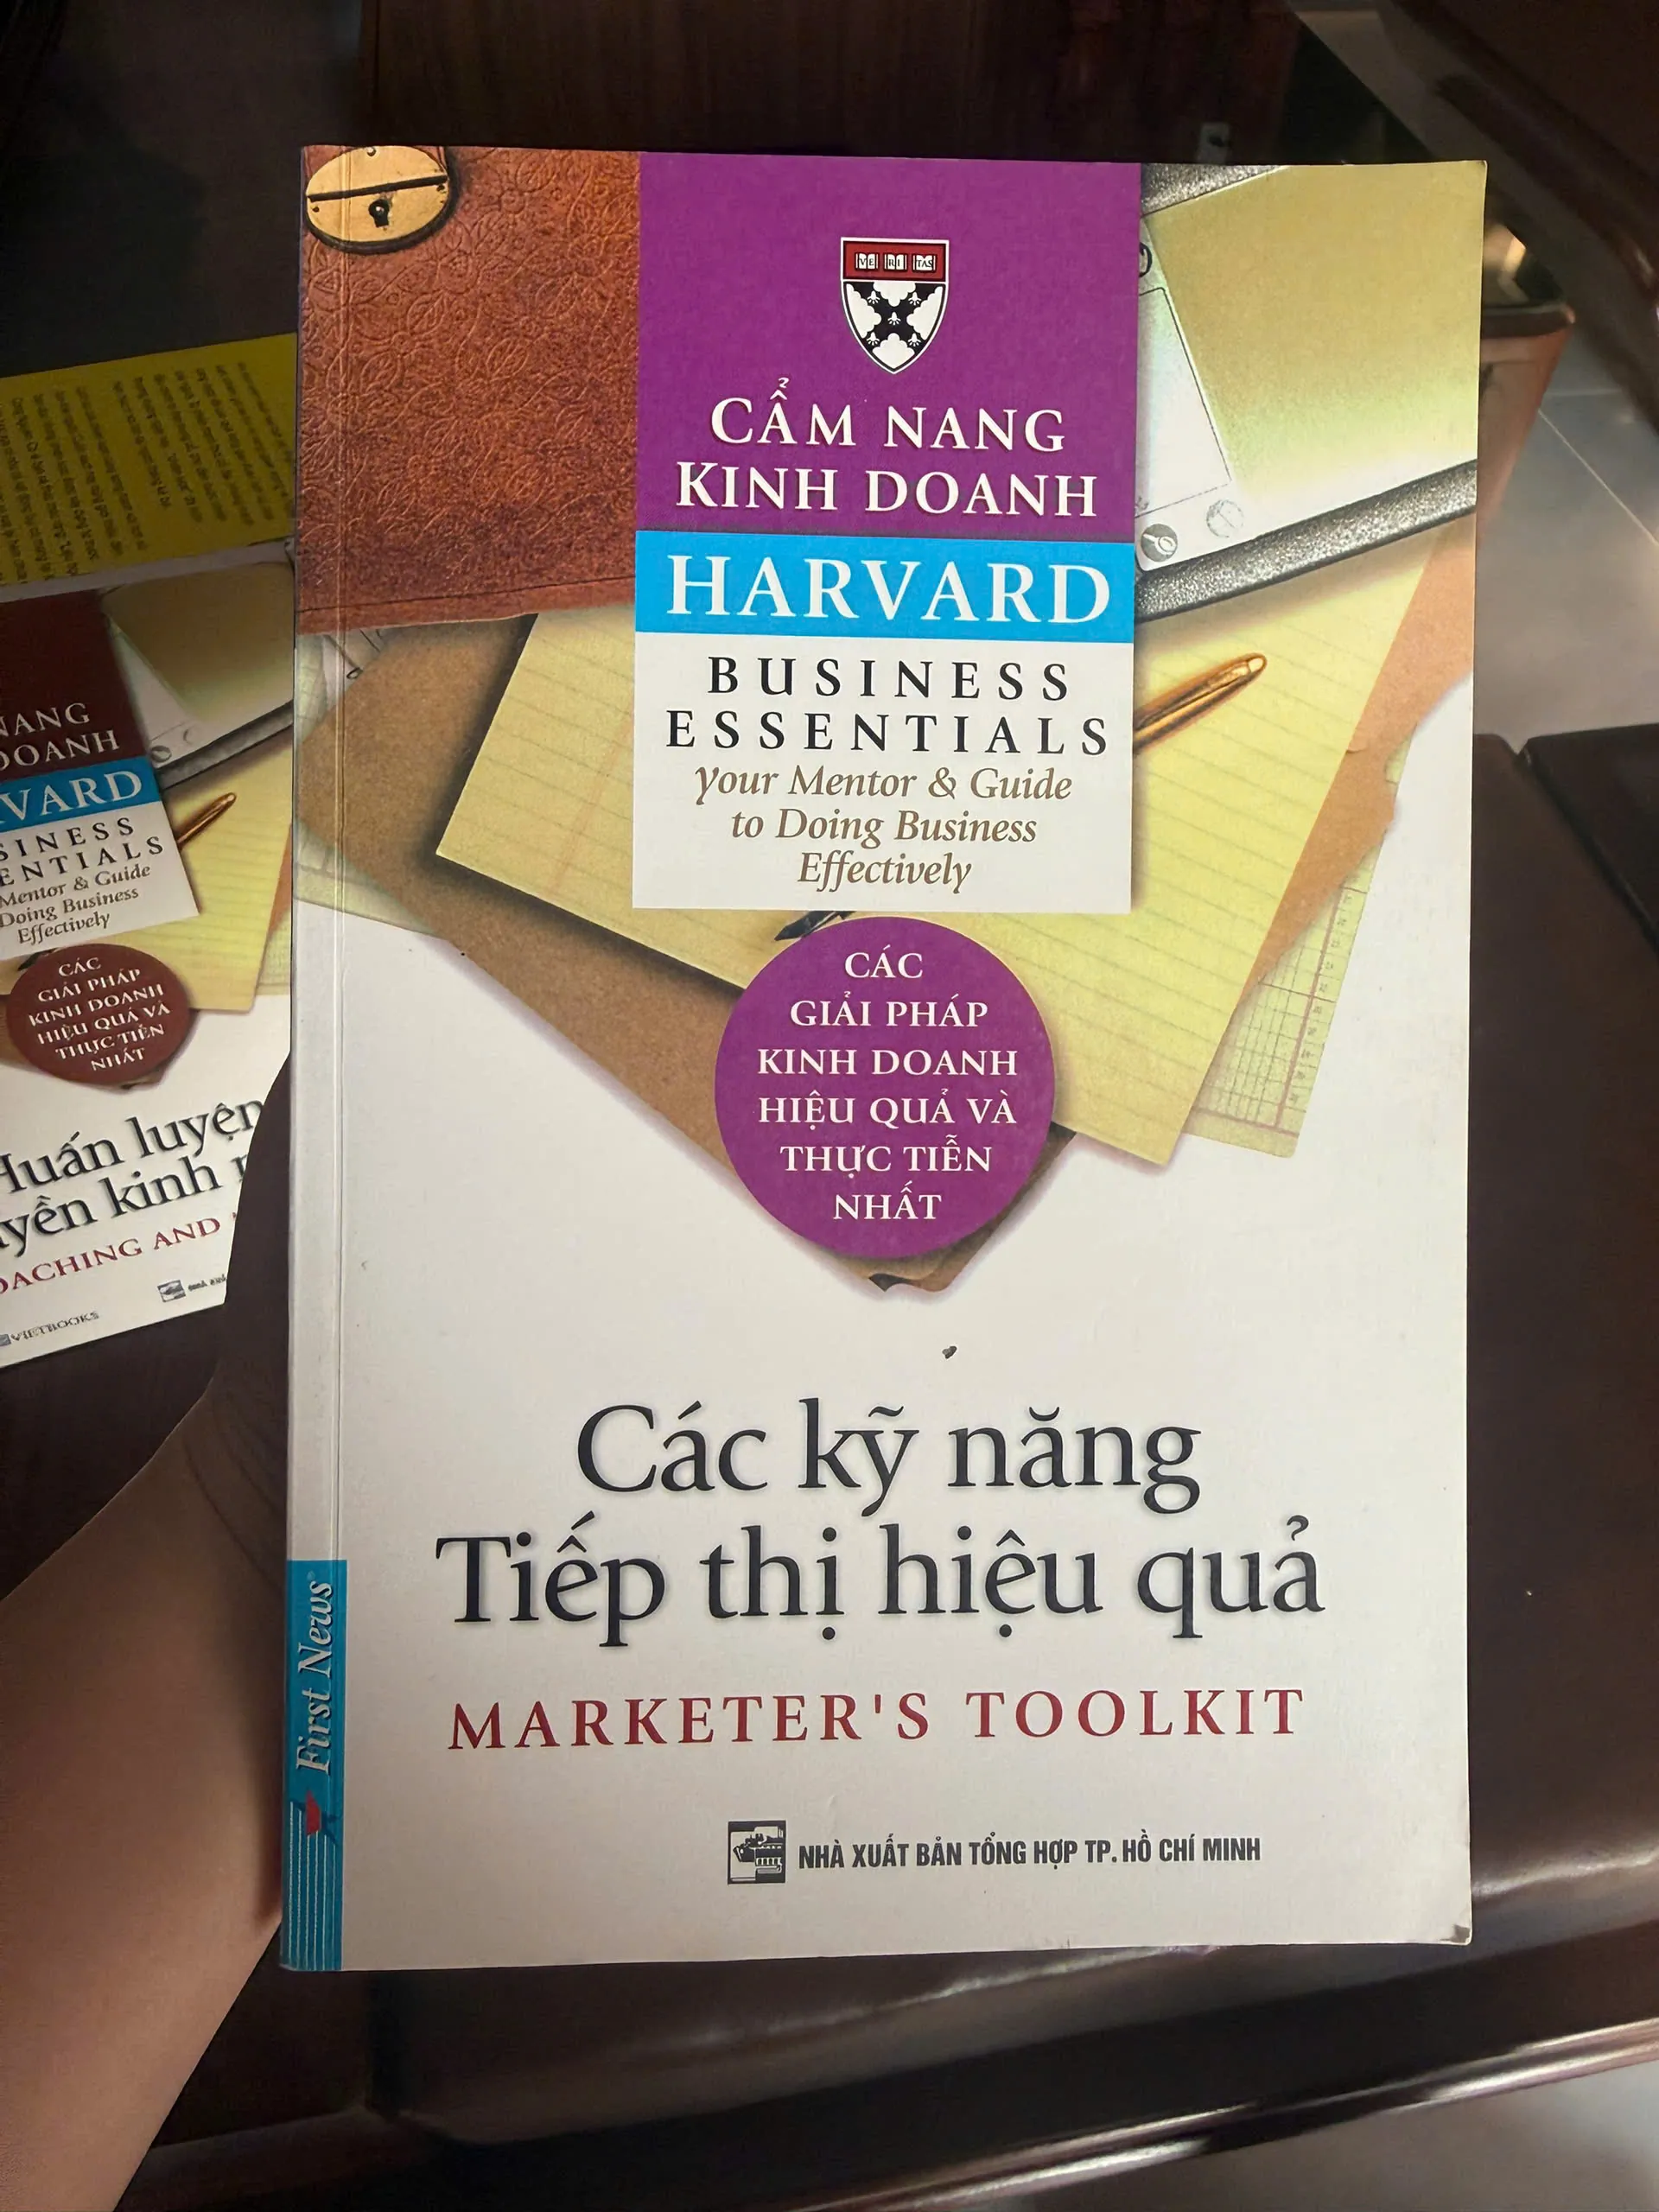 VE RI TAS
CẨM NANG
KINH DOANH
HARVARD
BUSINESS
ESSENTIALS
your Mentor & Guide
to Doing Business
Effectively
CÁC
GIẢI PHÁP
KINH DOANH
HIỆU QUẢ VÀ
THỰC TIỄN
NHẤT
Các kỹ năng
Tiếp thị hiệu quả
MARKETER'S TOOLKIT
NHÀ XUẤT BẢN TỔNG HỢP TP. HỒ CHÍ MINH
First News
NANG
DOANH
VARD
SINESS
ENTIALS
Mentor & Guide
Doing Business
Effectively
CÁC
GIẢI PHÁP
KINH DOANH
HIỆU QUẢ VÀ
THỰC TIỄN
NHẤT
Huấn luyện
yền kinh
OACHING AND
VIETBOOKS